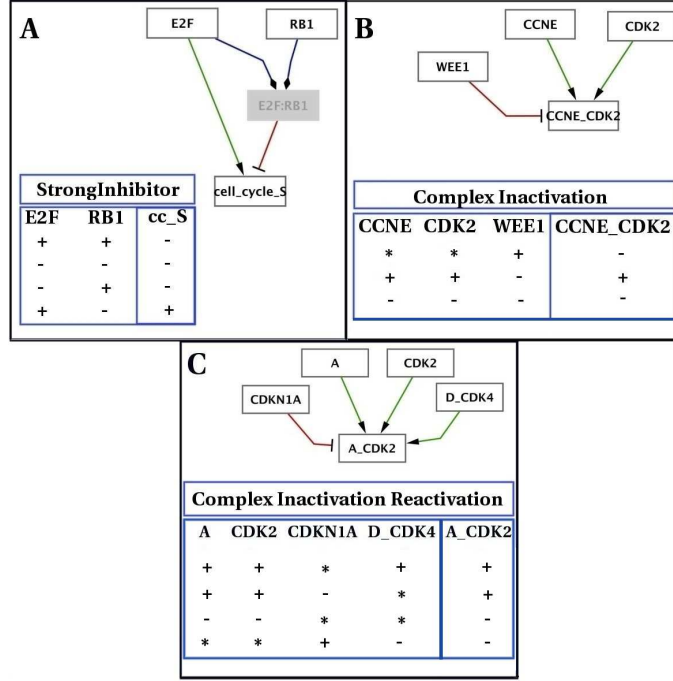 A
E2F
RB1
E2F:RB1
cell_cycle_S
StrongInhibitor
E2F RB1 cc_S
+ + -
- - -
- + -
+ - +
B
CCNE
CDK2
WEE1
CCNE_CDK2
Complex Inactivation
CCNE CDK2 WEE1 CCNE_CDK2
* * + -
+ + - +
- - - -
C
A
CDK2
CDKN1A
D_CDK4
A_CDK2
Complex Inactivation Reactivation
A CDK2 CDKN1A D_CDK4 A_CDK2
+ + * + +
+ + - * +
- - * * -
* * + - -